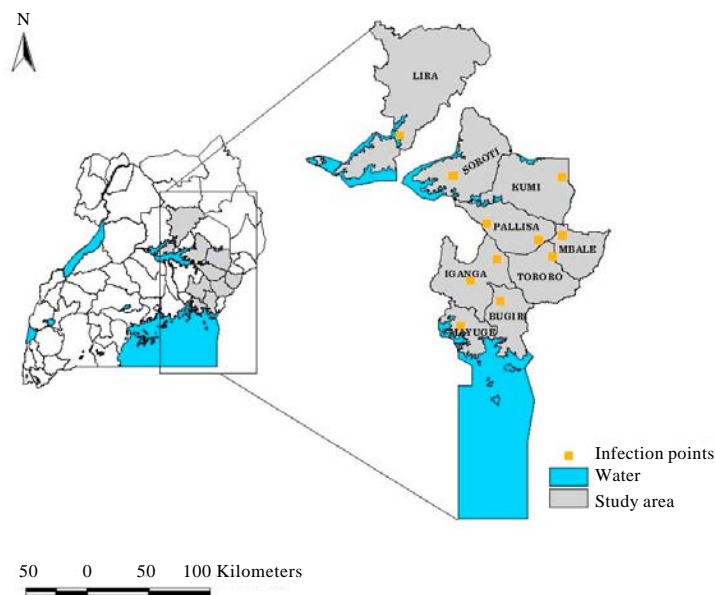 N
LIRA
SOROTI
KUMI
PALLISA
MBALE
IGANGA
TORORO
BUGIRI
MAYUGE
Infection points
Water
Study area
50 0 50 100 Kilometers